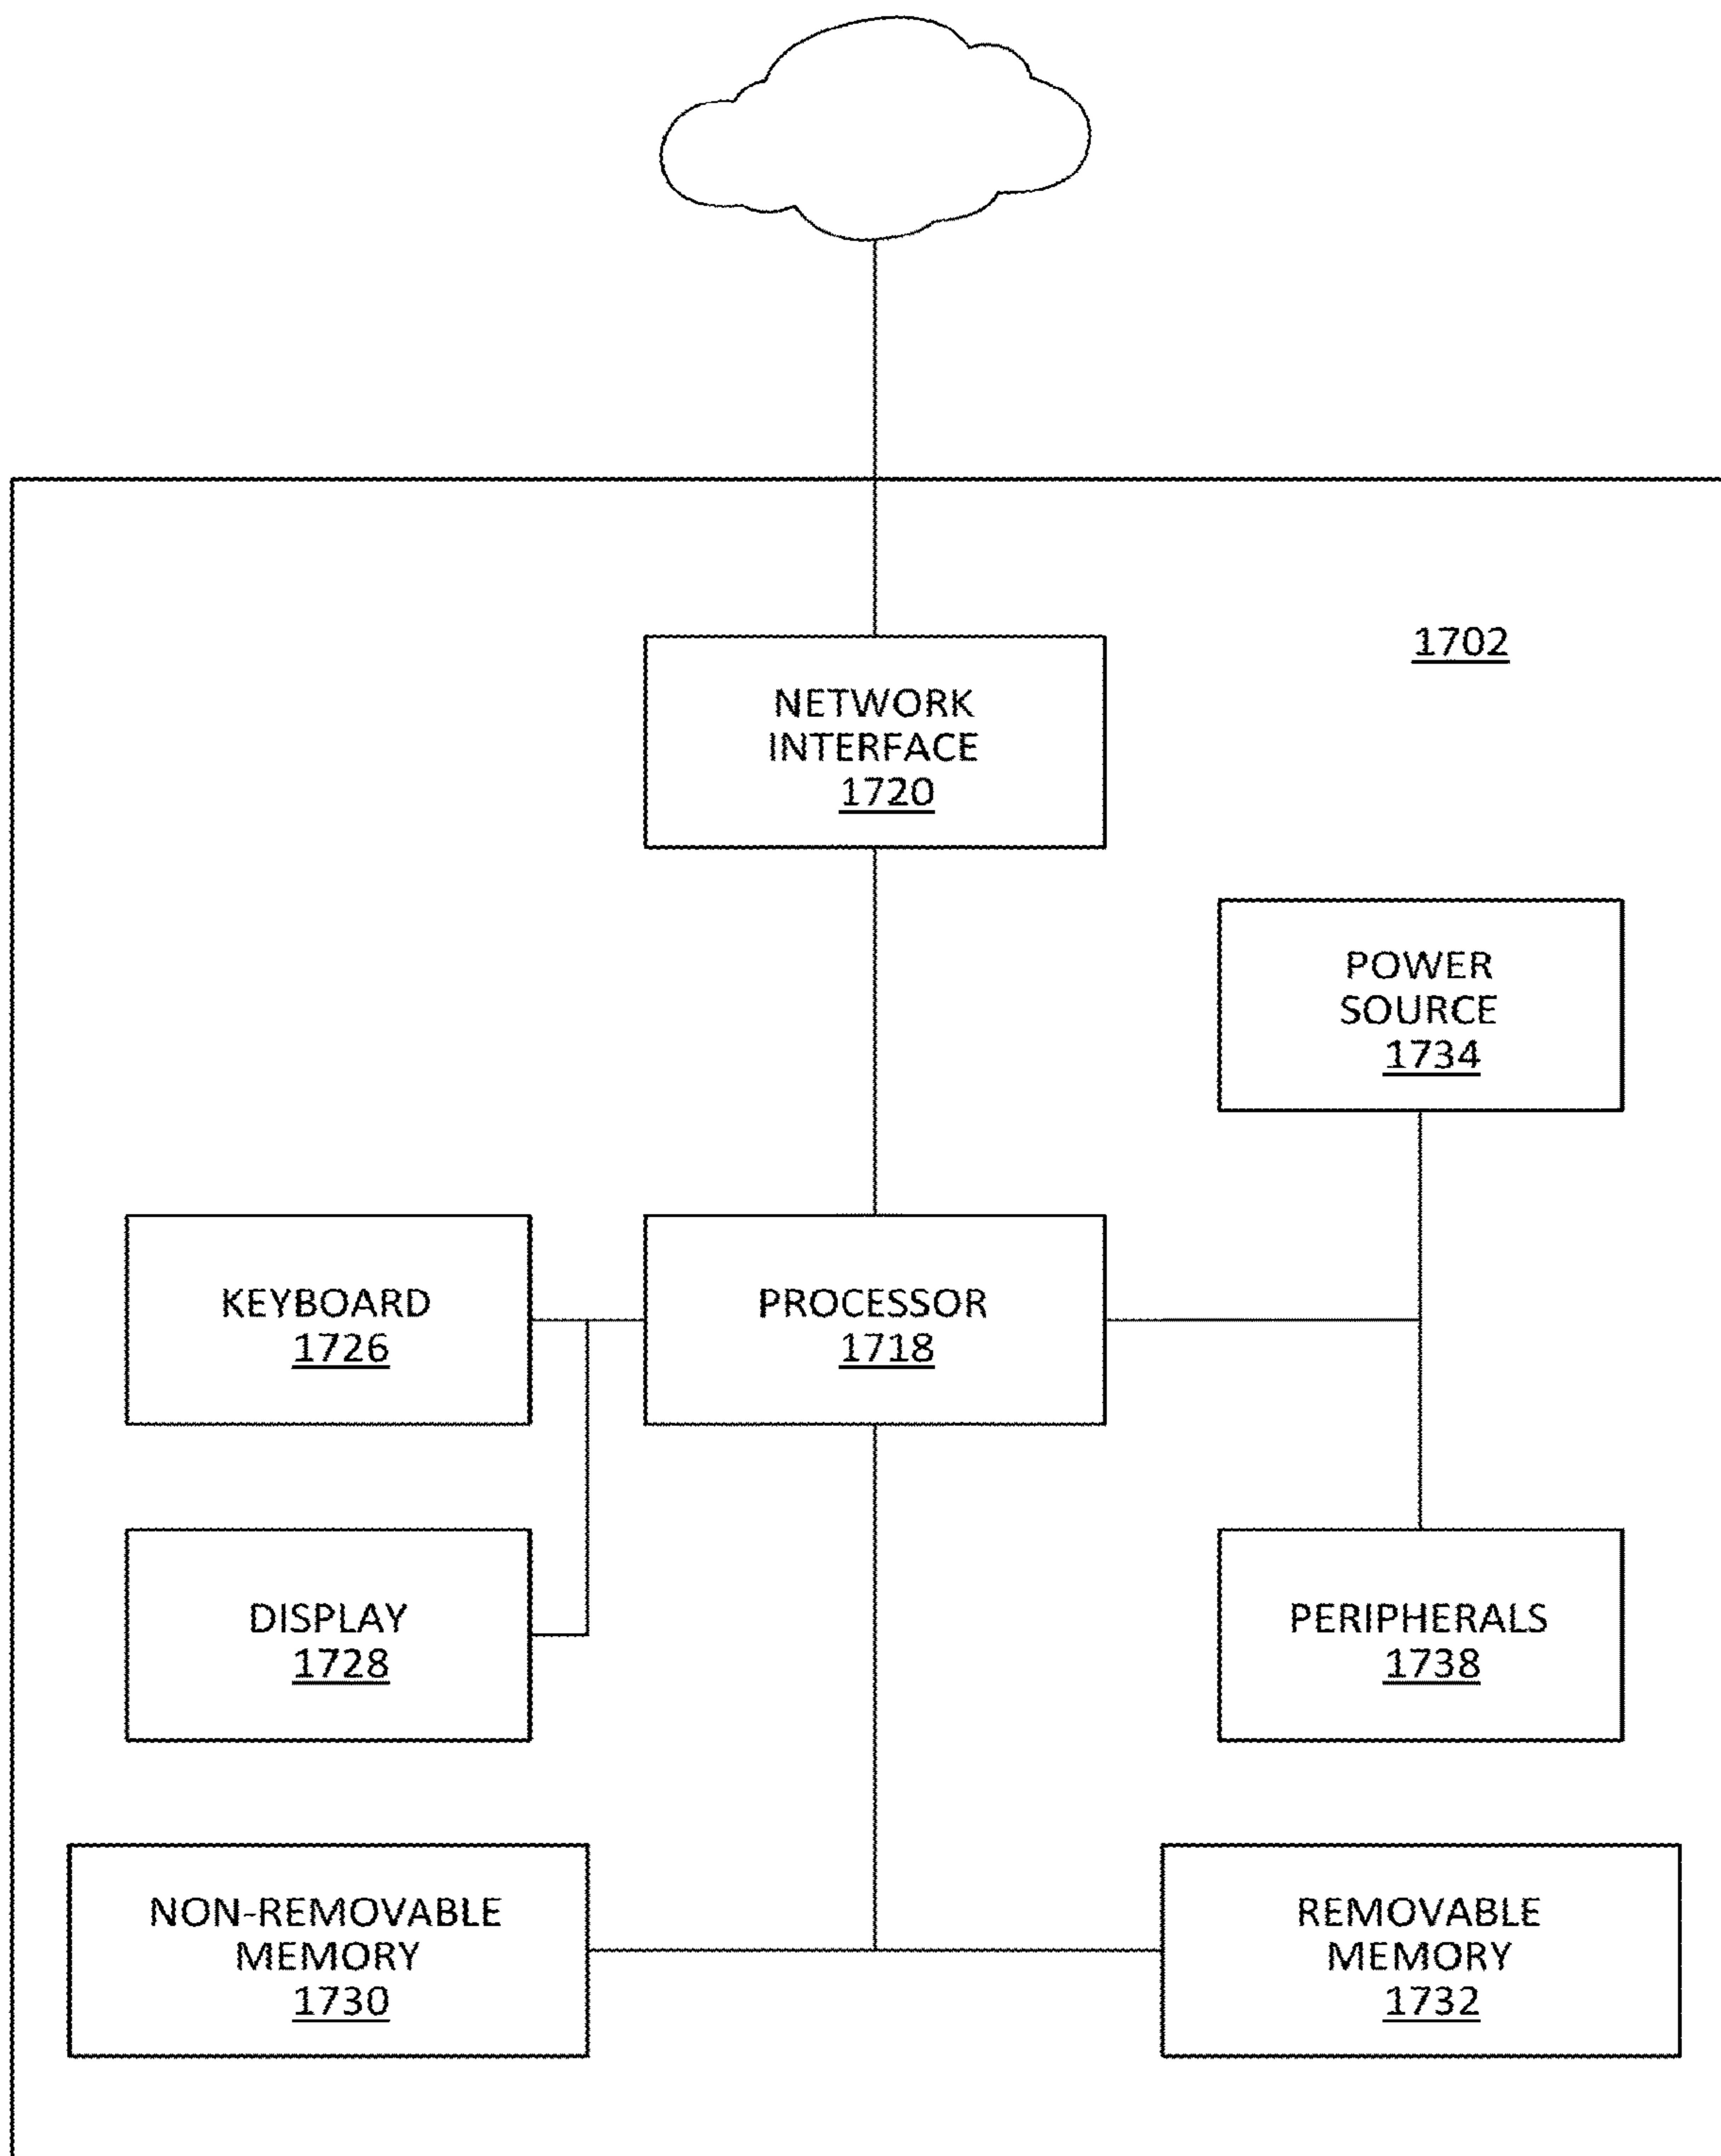 1702
NETWORK
INTERFACE
1720
POWER
SOURCE
1734
KEYBOARD
1726
PROCESSOR
1718
DISPLAY
1728
PERIPHERALS
1738
NON-REMOVABLE
MEMORY
1730
REMOVABLE
MEMORY
1732